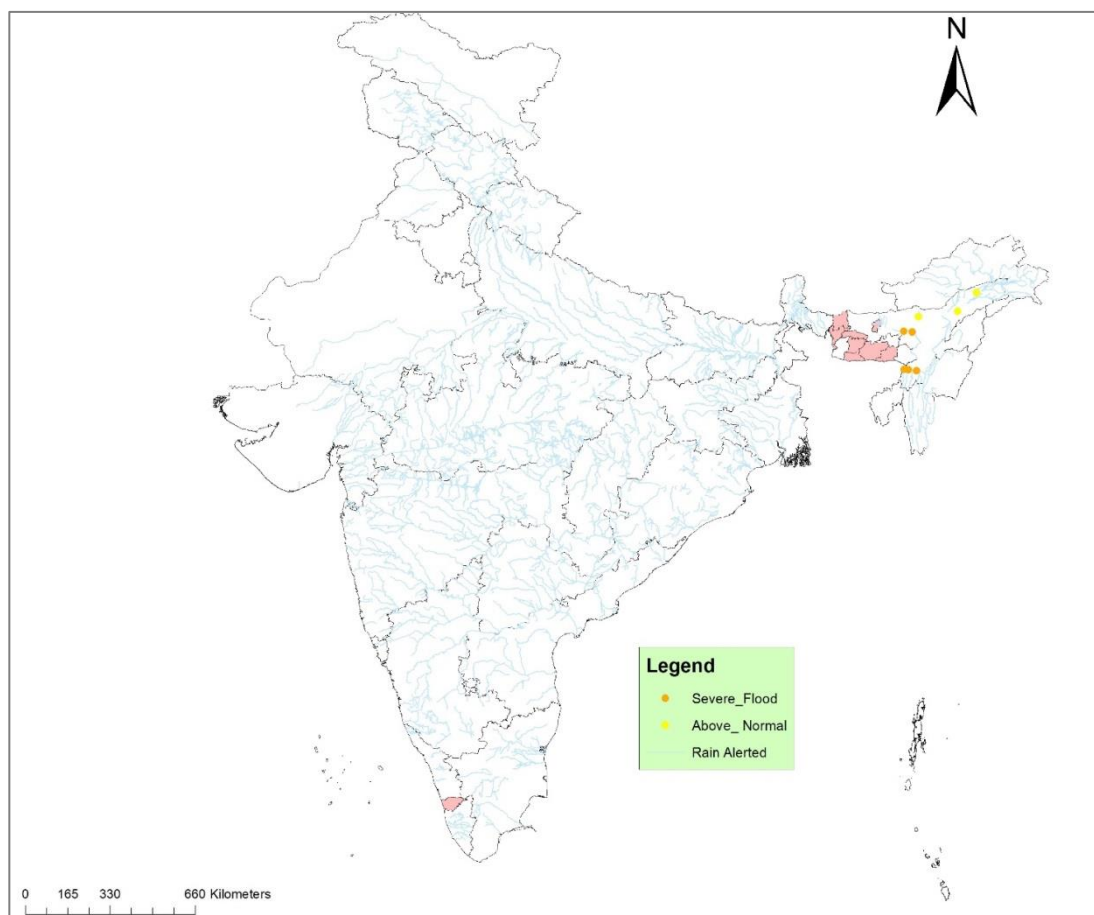 N
Legend
Severe_Flood
Above_ Normal
Rain Alerted
0 165 330 660 Kilometers